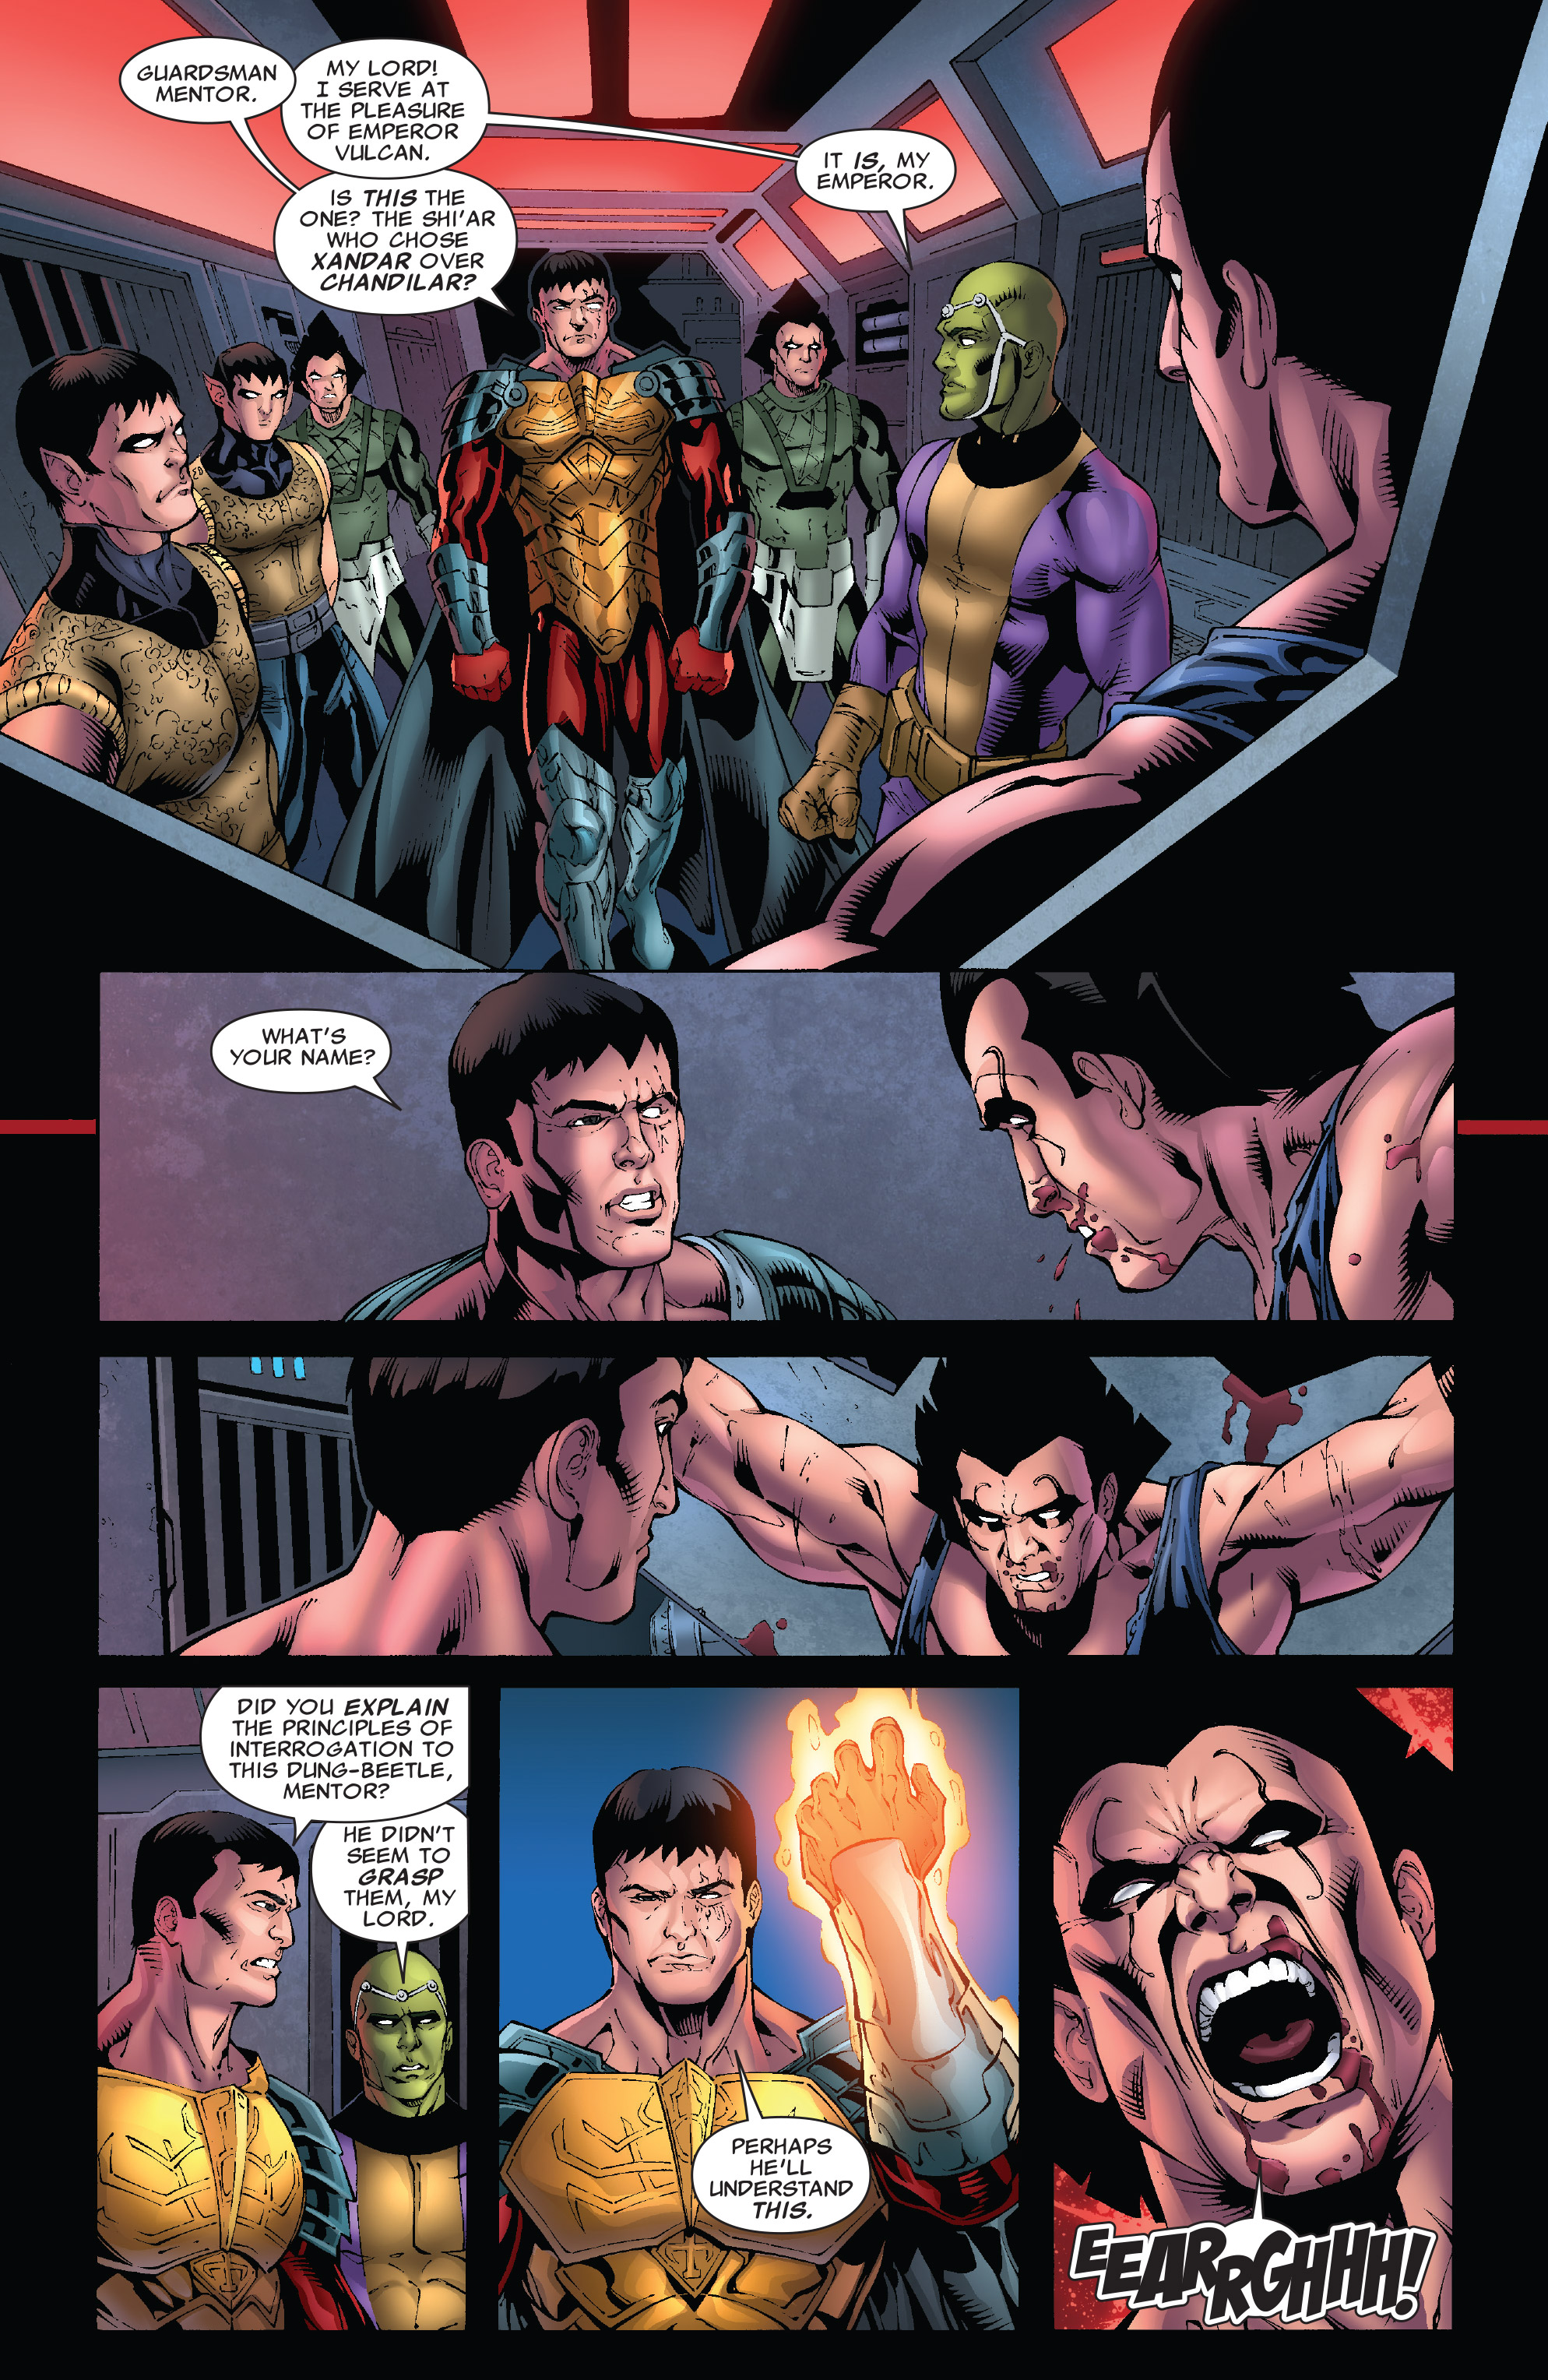 GUARDSMAN
MENTOR.
MY LORD!
I SERVE AT
THE PLEASURE
OF EMPEROR
VULCAN.
IS THIS THE
ONE? THE SHI'AR
WHO CHOSE
XANDAR OVER
CHANDILAR?
IT IS, MY
EMPEROR.
WHAT'S
YOUR NAME?
DID YOU EXPLAIN
THE PRINCIPLES OF
INTERROGATION TO
THIS DUNG-BEETLE,
MENTOR?
HE DIDN'T
SEEM TO
GRASP
THEM, MY
LORD.
PERHAPS
HE'LL
UNDERSTAND
THIS.
EEARRGHHH!